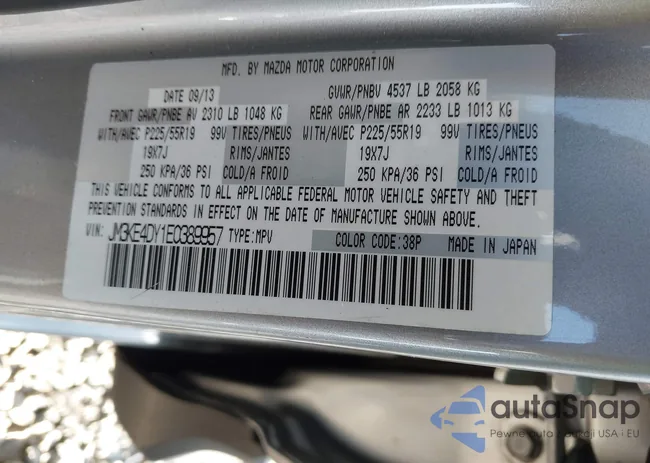 MFD. BY MAZDA MOTOR CORPORATION
DATE 09/13 GVWR/PNBV 4537 LB 2058 KG
FRONT GAWR/PNBE AV 2310 LB 1048 KG REAR GAWR/PNBE AR 2233 LB 1013 KG
WITH/AVEC P225/55R19 99V TIRES/PNEUS WITH/AVEC P225/55R19 99V TIRES/PNEUS
19X7J RIMS/JANTES 19X7J RIMS/JANTES
250 KPA/36 PSI COLD/A FROID 250 KPA/36 PSI COLD/A FROID
THIS VEHICLE CONFORMS TO ALL APPLICABLE FEDERAL MOTOR VEHICLE SAFETY AND THEFT
PREVENTION STANDARDS IN EFFECT ON THE DATE OF MANUFACTURE SHOWN ABOVE.
VIN: JM3KE4DY1E0389957 TYPE:MPV COLOR CODE:38P MADE IN JAPAN
autoSnap
Pewne auto z aukcji USA i EU